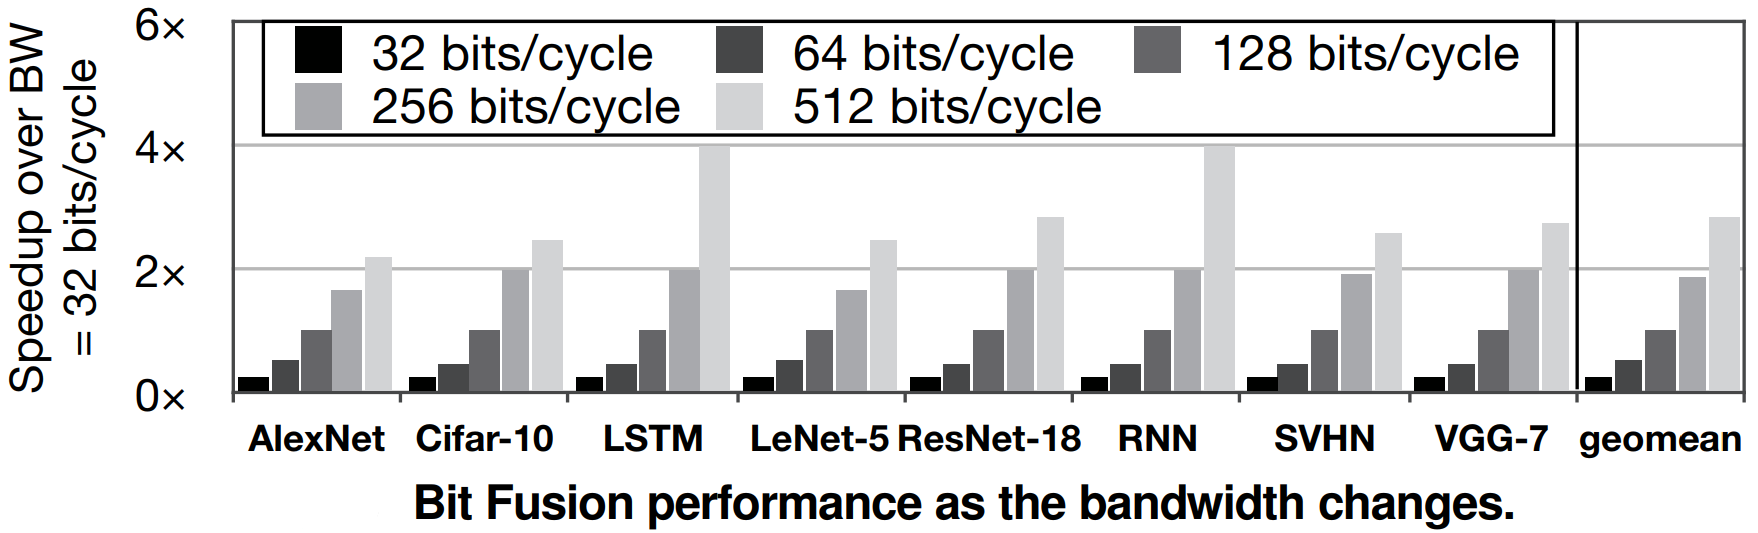 Speedup over BW
= 32 bits/cycle
6×
4×
2×
0×
32 bits/cycle
64 bits/cycle
128 bits/cycle
256 bits/cycle
512 bits/cycle
AlexNet
Cifar-10
LSTM
LeNet-5
ResNet-18
RNN
SVHN
VGG-7
geomean
Bit Fusion performance as the bandwidth changes.